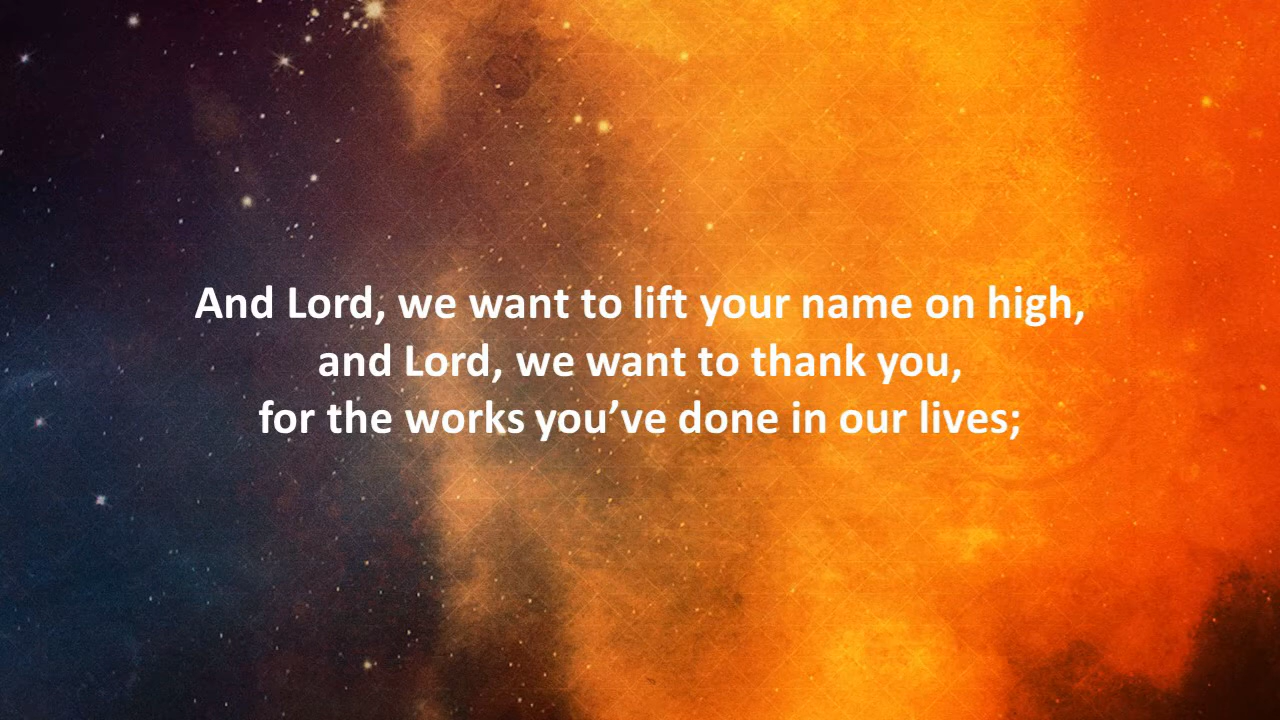 And Lord, we want to lift your name on high,
and Lord, we want to thank you,
for the works you’ve done in our lives;